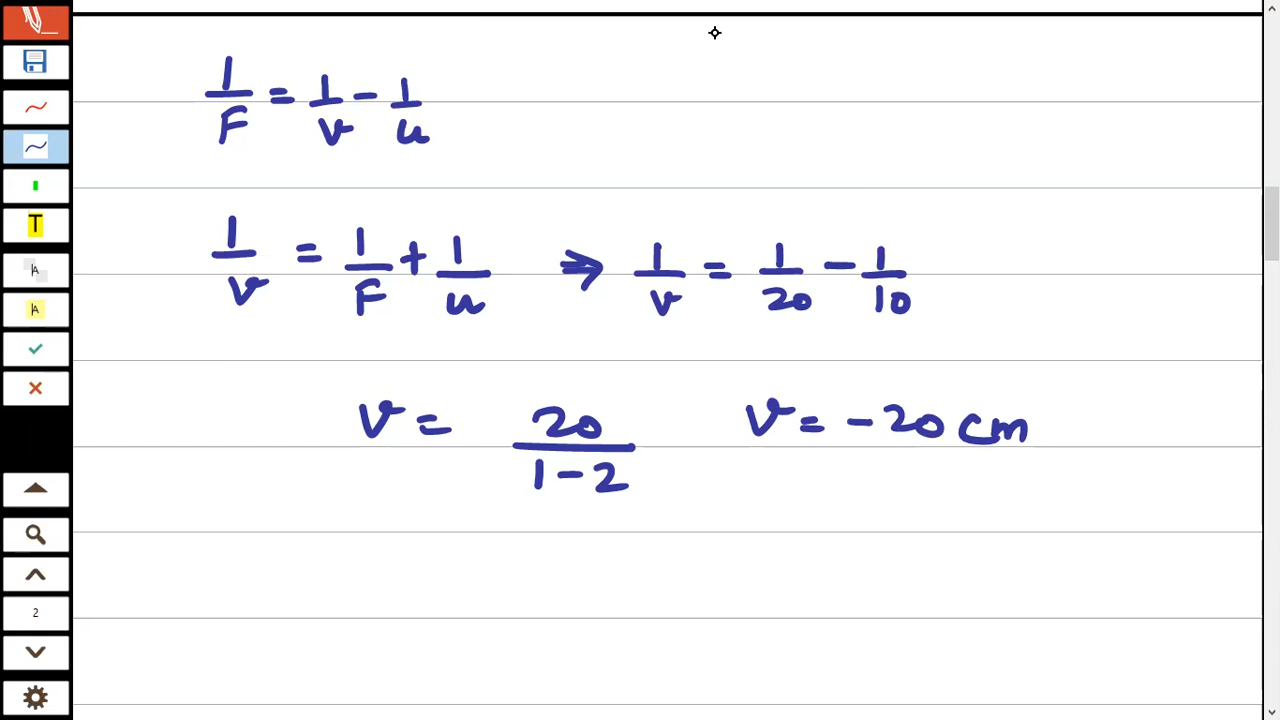 1/F = 1/v - 1/u
1/v = 1/F + 1/u ⇒ 1/v = 1/20 - 1/10
v = 20/(1-2) v = -20 cm
T
A
A
2